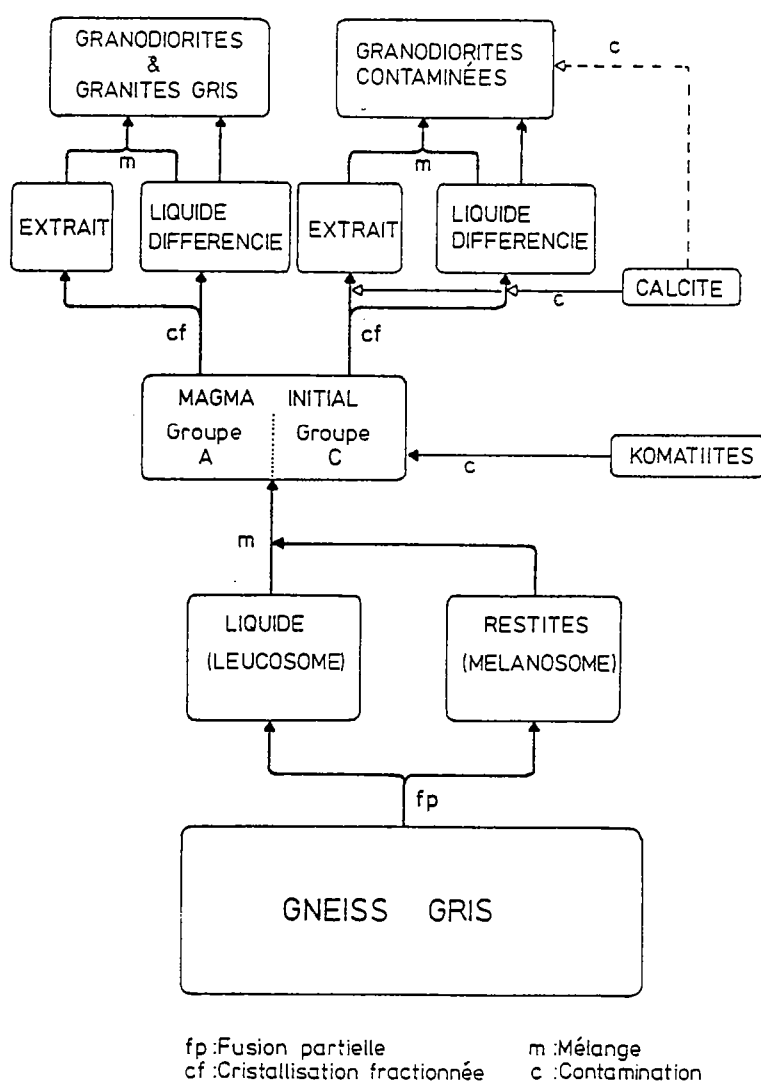 GRANODIORITES
&
GRANITES GRIS
GRANODIORITES
CONTAMINÉES
c
m
m
EXTRAIT
LIQUIDE
DIFFERENCIE
EXTRAIT
LIQUIDE
DIFFERENCIE
CALCITE
c
cf
cf
MAGMA INITIAL
Groupe
A
Groupe
C
KOMATIITES
c
m
LIQUIDE
(LEUCOSOME)
RESTITES
(MELANOSOME)
fp
GNEISS GRIS
fp :Fusion partielle
m :Mélange
cf :Cristallisation fractionnée
c :Contamination